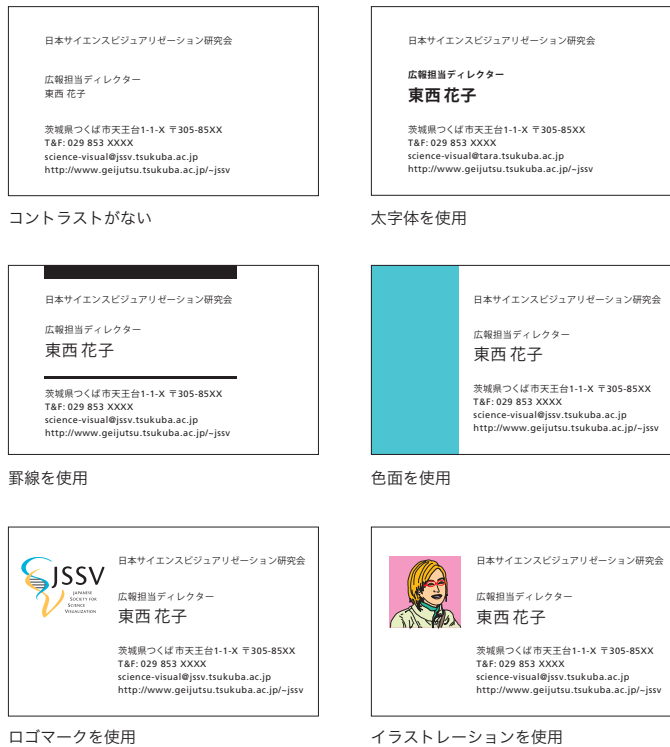 日本サイエンスビジュアリゼーション研究会
広報担当ディレクター
東西 花子
茨城県つくば市天王台1-1-X 〒305-85XX
T&F: 029 853 XXXX
science-visual@jssv.tsukuba.ac.jp
http://www.geijutsu.tsukuba.ac.jp/~jssv
コントラストがない
日本サイエンスビジュアリゼーション研究会
広報担当ディレクター
東西 花子
茨城県つくば市天王台1-1-X 〒305-85XX
T&F: 029 853 XXXX
science-visual@tara.tsukuba.ac.jp
http://www.geijutsu.tsukuba.ac.jp/~jssv
太字体を使用
日本サイエンスビジュアリゼーション研究会
広報担当ディレクター
東西 花子
茨城県つくば市天王台1-1-X 〒305-85XX
T&F: 029 853 XXXX
science-visual@jssv.tsukuba.ac.jp
http://www.geijutsu.tsukuba.ac.jp/~jssv
罫線を使用
日本サイエンスビジュアリゼーション研究会
広報担当ディレクター
東西 花子
茨城県つくば市天王台1-1-X 〒305-85XX
T&F: 029 853 XXXX
science-visual@jssv.tsukuba.ac.jp
http://www.geijutsu.tsukuba.ac.jp/~jssv
色面を使用
JSSV
JAPANESE
SOCIETY FOR
SCIENCE
VISUALIZATION
日本サイエンスビジュアリゼーション研究会
広報担当ディレクター
東西 花子
茨城県つくば市天王台1-1-X 〒305-85XX
T&F: 029 853 XXXX
science-visual@jssv.tsukuba.ac.jp
http://www.geijutsu.tsukuba.ac.jp/~jssv
ロゴマークを使用
日本サイエンスビジュアリゼーション研究会
広報担当ディレクター
東西 花子
茨城県つくば市天王台1-1-X 〒305-85XX
T&F: 029 853 XXXX
science-visual@jssv.tsukuba.ac.jp
http://www.geijutsu.tsukuba.ac.jp/~jssv
イラストレーションを使用